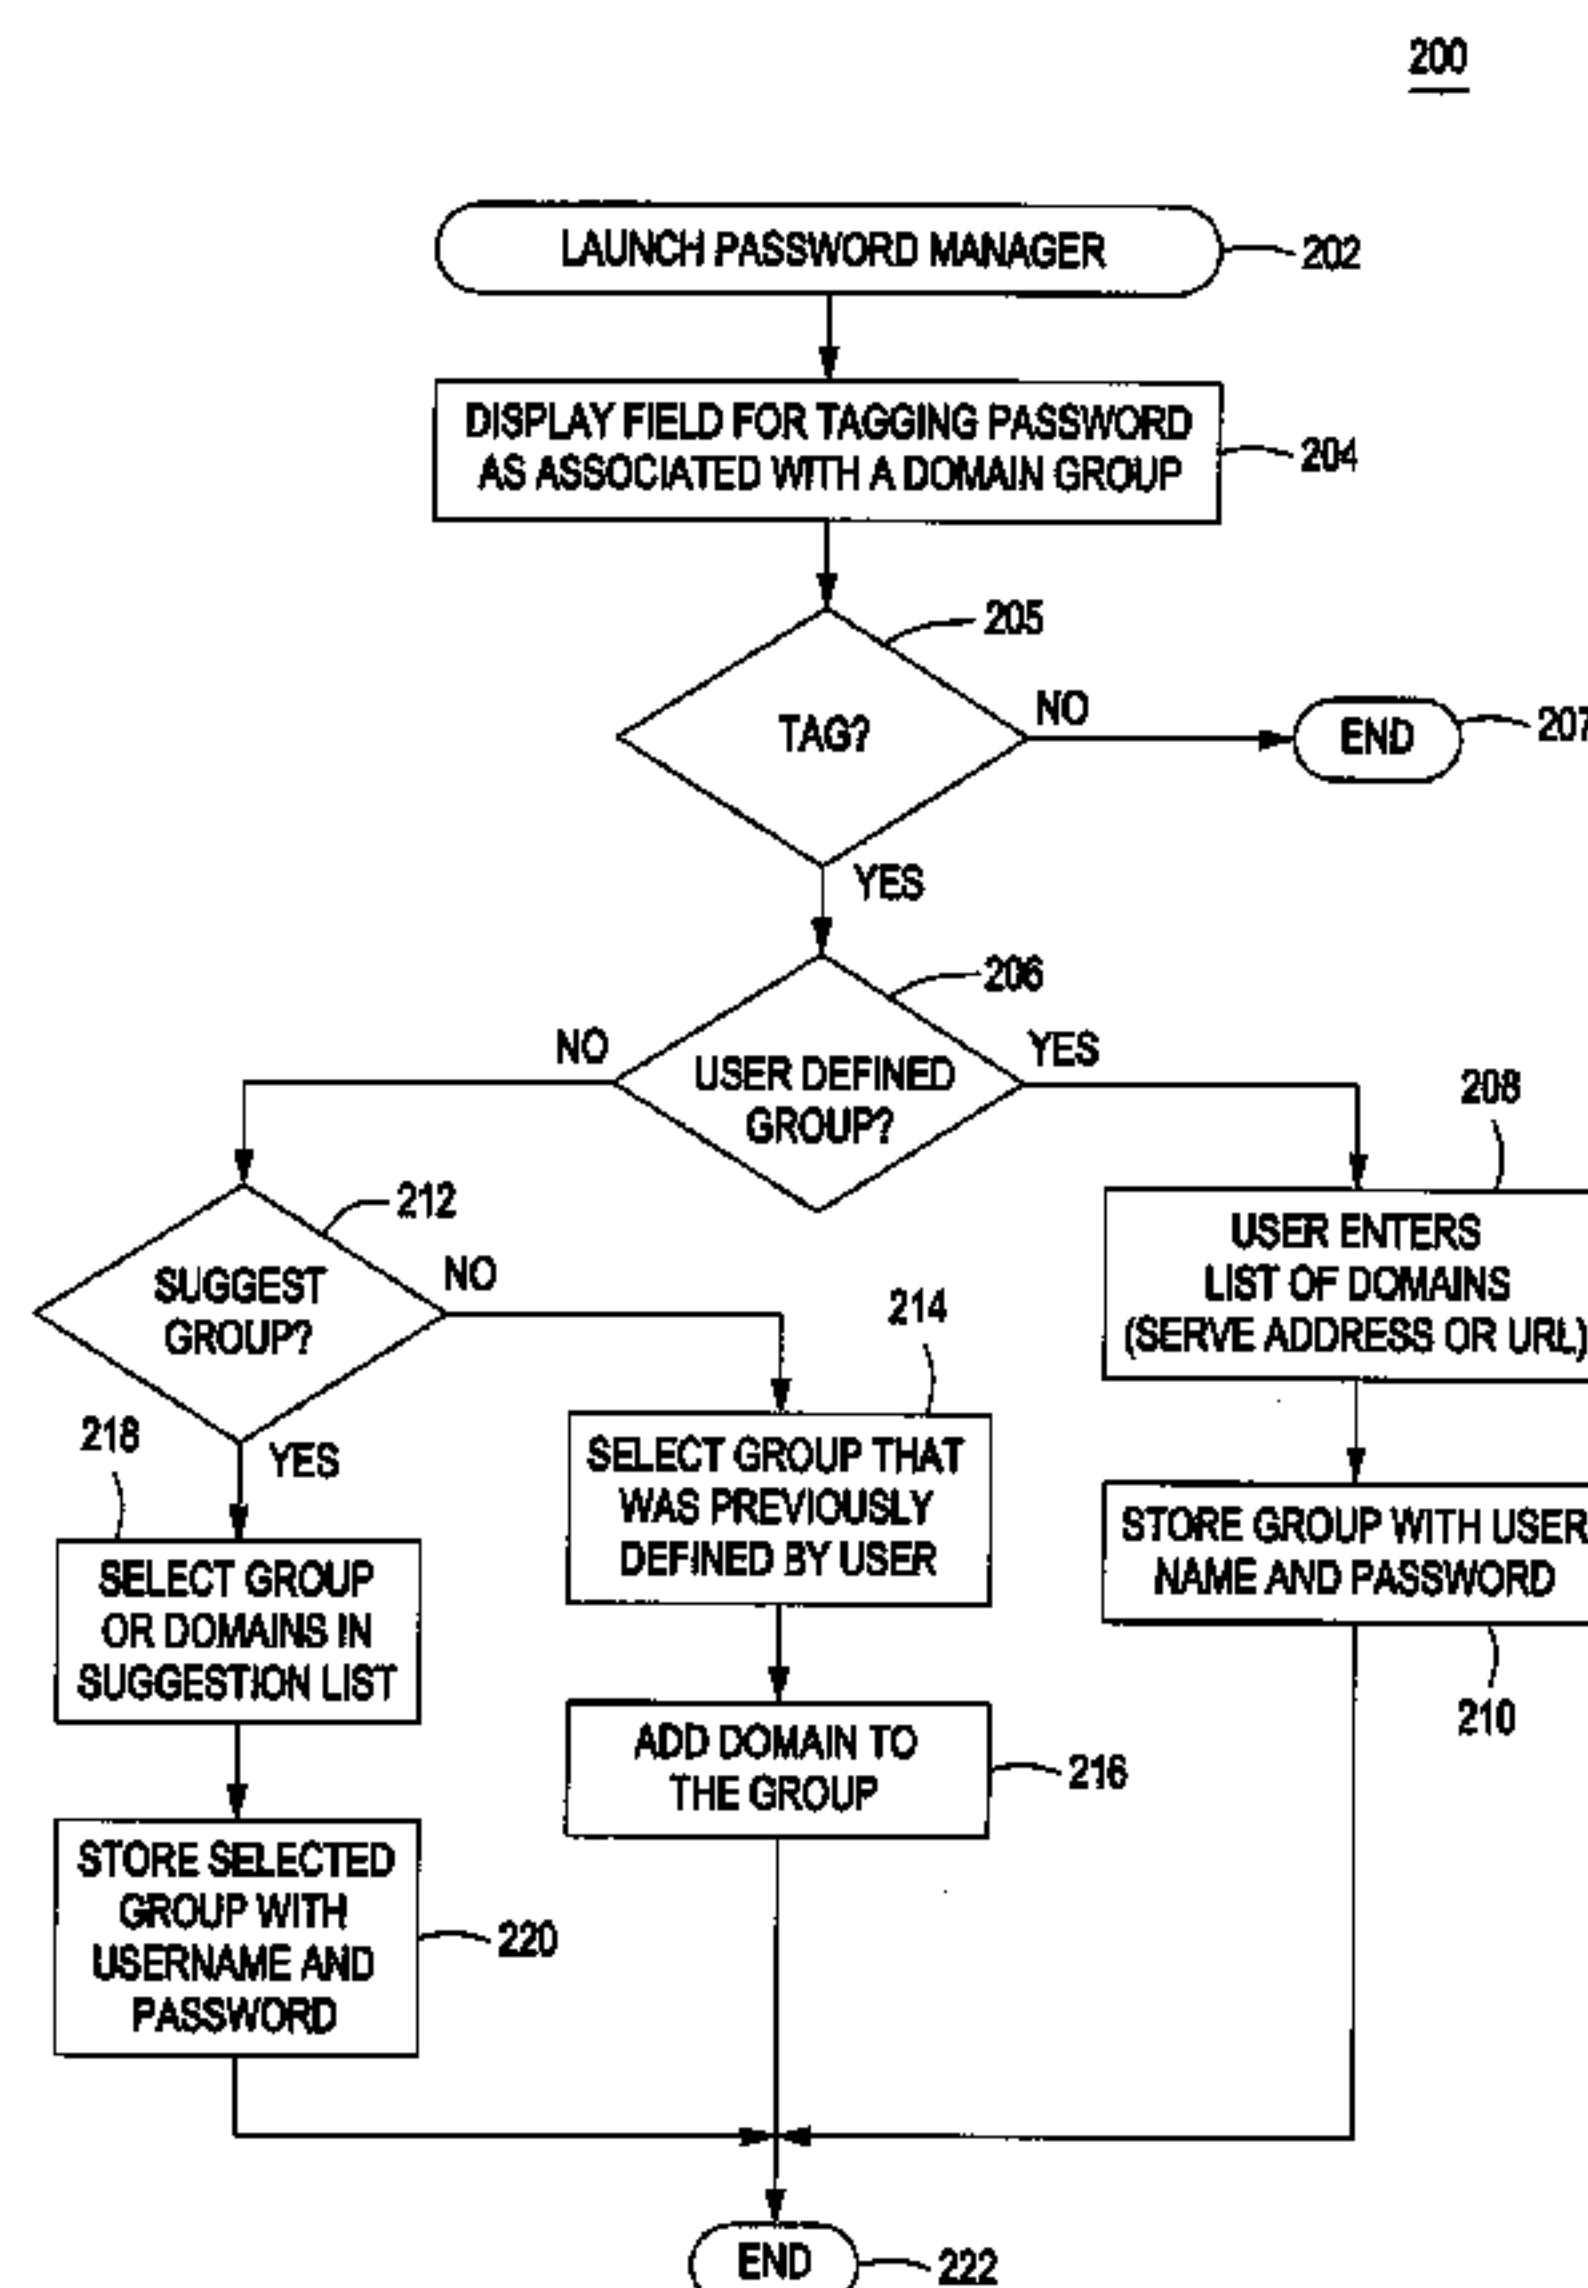 200
LAUNCH PASSWORD MANAGER
202
DISPLAY FIELD FOR TAGGING PASSWORD
AS ASSOCIATED WITH A DOMAIN GROUP
204
205
TAG?
NO
END
207
YES
206
NO
USER DEFINED
GROUP?
YES
208
USER ENTERS
LIST OF DOMAINS
(SERVE ADDRESS OR URL)
212
SUGGEST
GROUP?
NO
214
SELECT GROUP THAT
WAS PREVIOUSLY
DEFINED BY USER
218
YES
SELECT GROUP
OR DOMAINS IN
SUGGESTION LIST
STORE GROUP WITH USER
NAME AND PASSWORD
210
ADD DOMAIN TO
THE GROUP
216
STORE SELECTED
GROUP WITH
USERNAME AND
PASSWORD
220
END
222